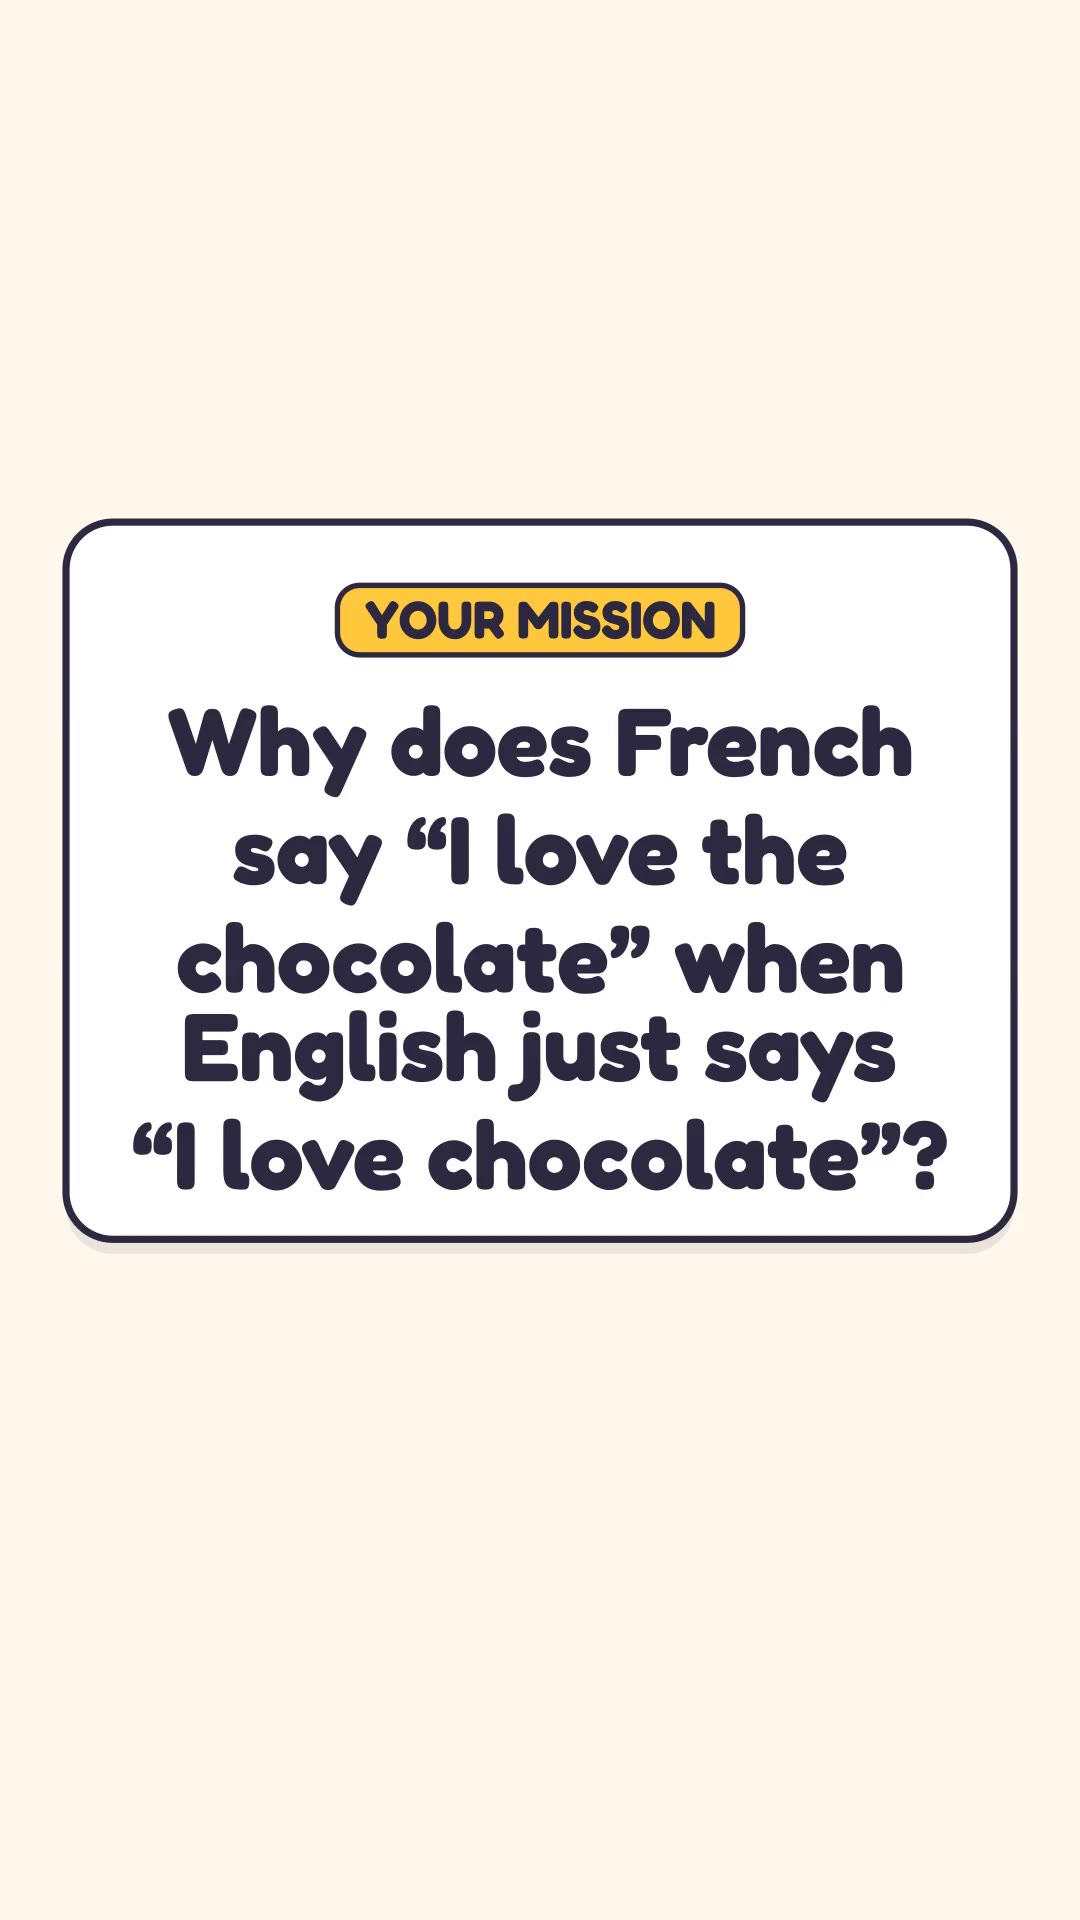 YOUR MISSION
Why does French
say “I love the
chocolate” when
English just says
“I love chocolate”?